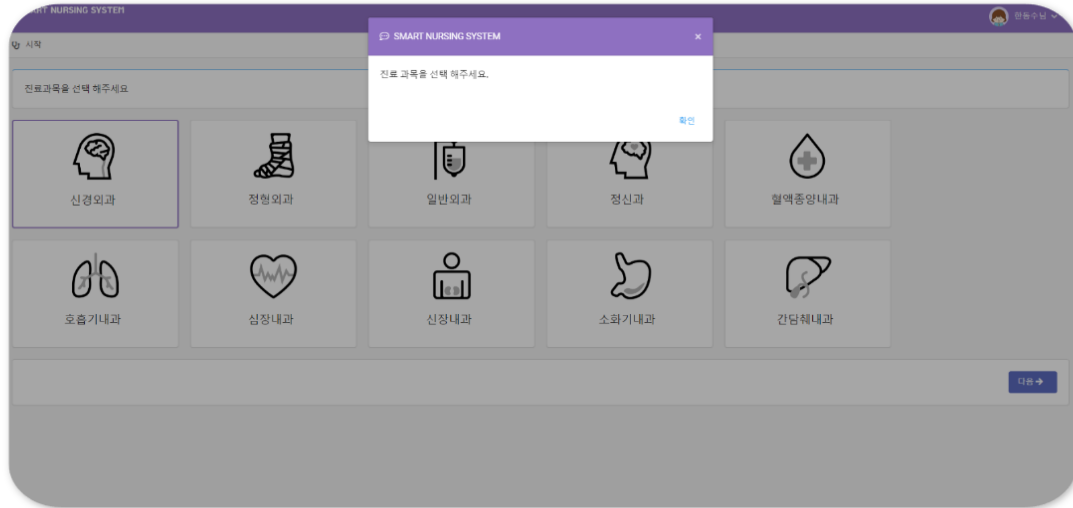 SMART NURSING SYSTEM
한동수님
시작
SMART NURSING SYSTEM
×
진료 과목을 선택 해주세요.
확인
진료과목을 선택 해주세요
신경외과
정형외과
일반외과
정신과
혈액종양내과
호흡기내과
심장내과
신장내과
소화기내과
간담췌내과
다음